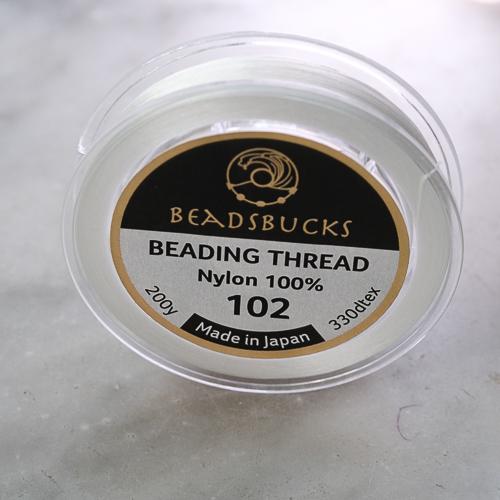 BEADSBUCKS
BEADING THREAD
Nylon 100%
102
200y
330dtex
Made in Japan